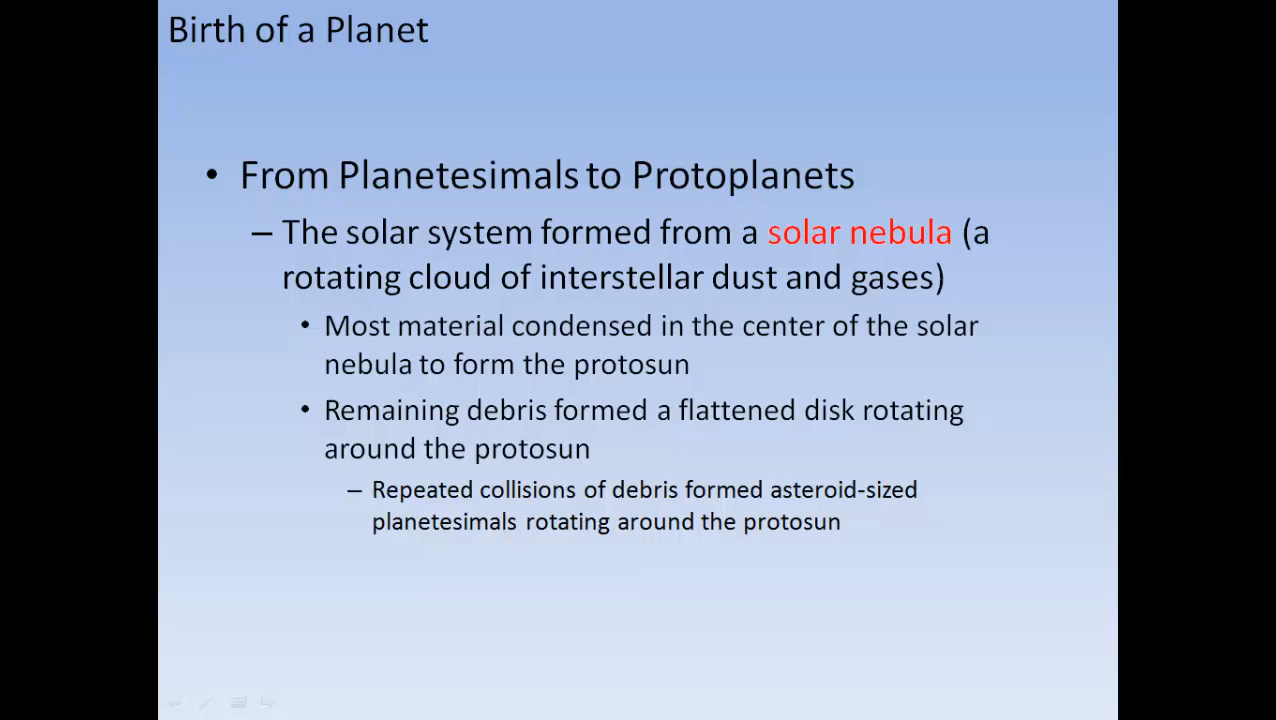 Birth of a Planet
• From Planetesimals to Protoplanets
– The solar system formed from a solar nebula (a
rotating cloud of interstellar dust and gases)
• Most material condensed in the center of the solar
nebula to form the protosun
• Remaining debris formed a flattened disk rotating
around the protosun
– Repeated collisions of debris formed asteroid-sized
planetesimals rotating around the protosun